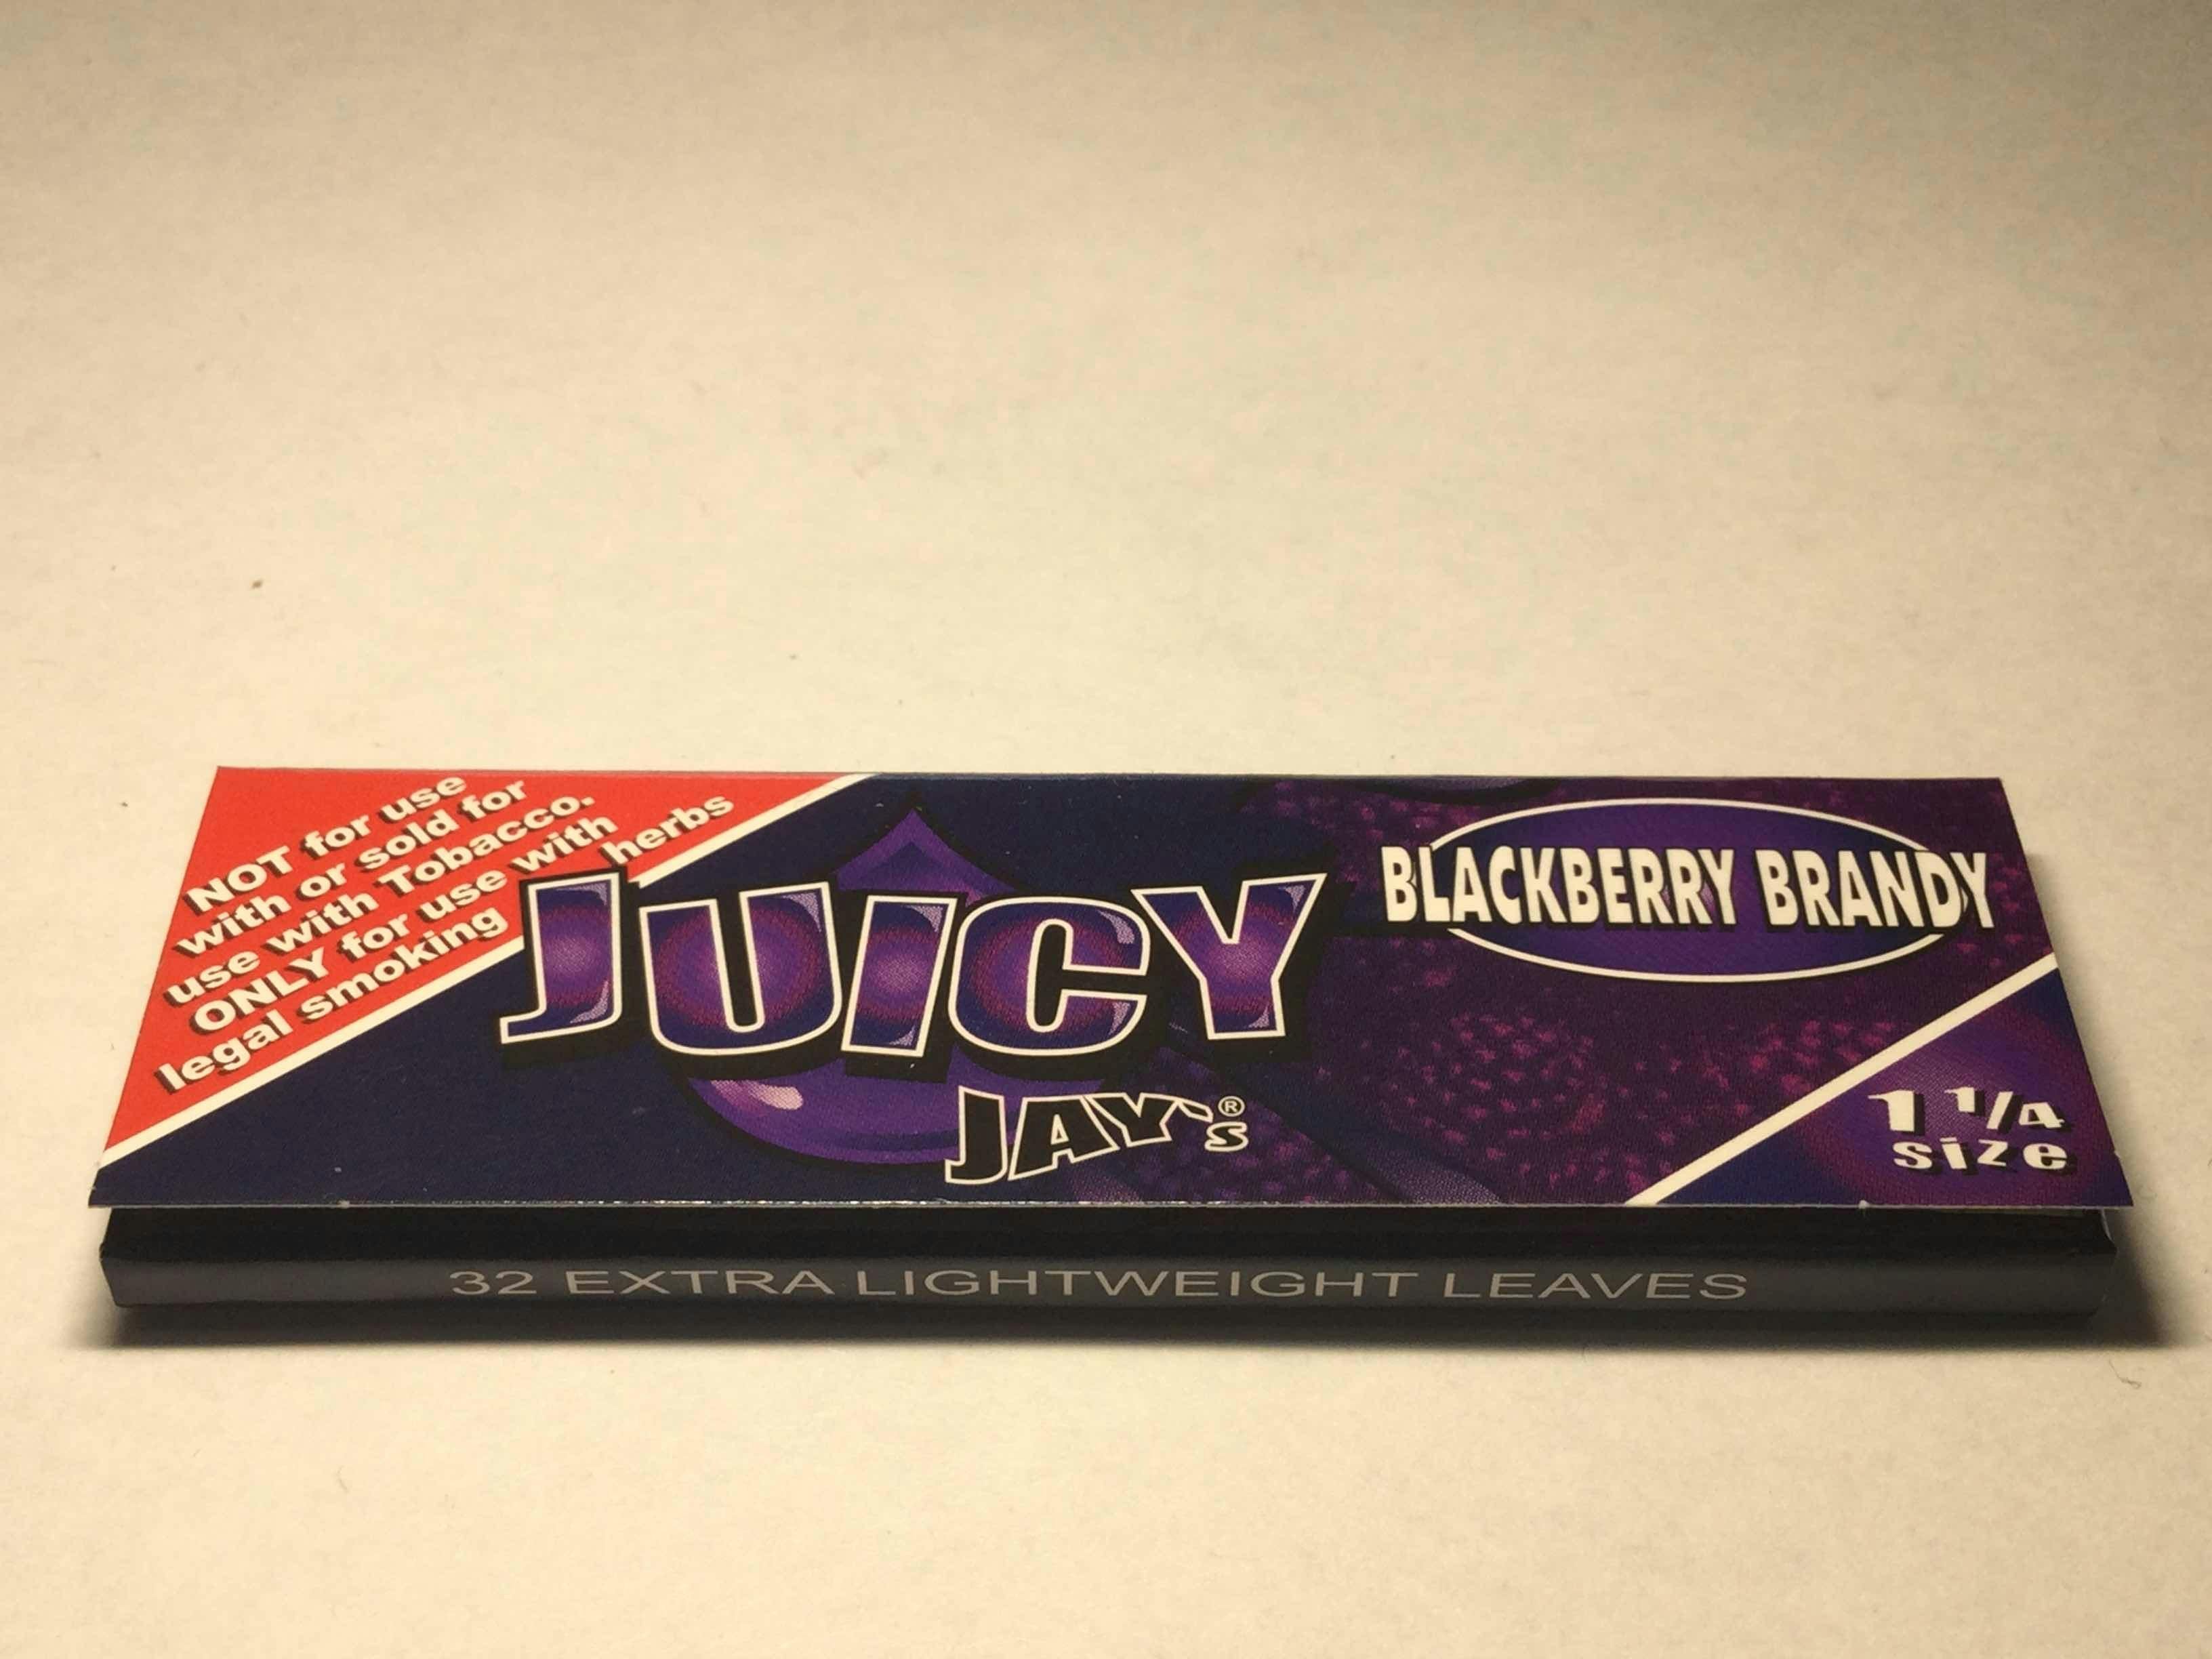 NOT for use
with or sold for
use with Tobacco.
ONLY for use with
legal smoking herbs
JUICY
JAY'S®
BLACKBERRY BRANDY
1 1/4
size
32 EXTRA LIGHTWEIGHT LEAVES